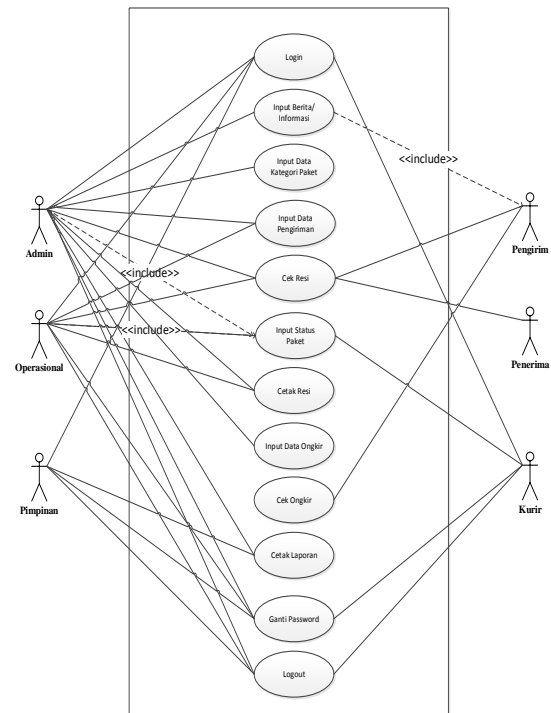 Login
Input Berita/
Informasi
<<include>>
Input Data
Kategori Paket
Admin
Input Data
Pengiriman
Pengirim
<<include>>
Cek Resi
Operasional
<<include>>
Input Status
Paket
Penerima
Cetak Resi
Input Data Ongkir
Pimpinan
Cek Ongkir
Kurir
Cetak Laporan
Ganti Password
Logout